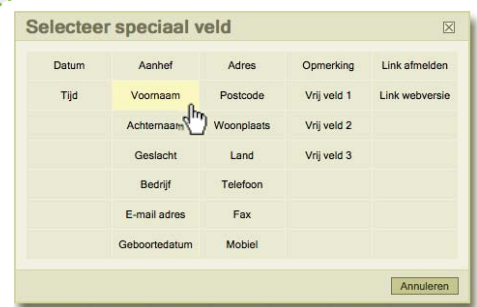 Selecteer speciaal veld
Datum Aanhef Adres Opmerking Link afmelden
Tijd Voornaam Postcode Vrij veld 1 Link webversie
Achternaam Woonplaats Vrij veld 2
Geslacht Land Vrij veld 3
Bedrijf Telefoon
E-mail adres Fax
Geboortedatum Mobiel
Annuleren